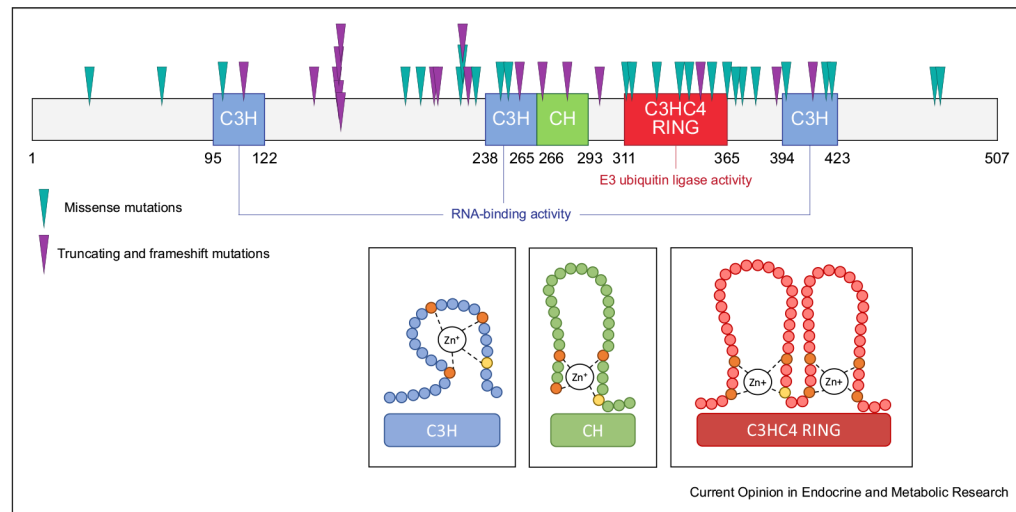 C3H
C3H
CH
C3HC4
RING
C3H
1
95
122
238
265
266
293
311
365
394
423
507
E3 ubiquitin ligase activity
RNA-binding activity
Missense mutations
Truncating and frameshift mutations
Zn⁺
Zn⁺
Zn+
Zn+
C3H
CH
C3HC4 RING
Current Opinion in Endocrine and Metabolic Research